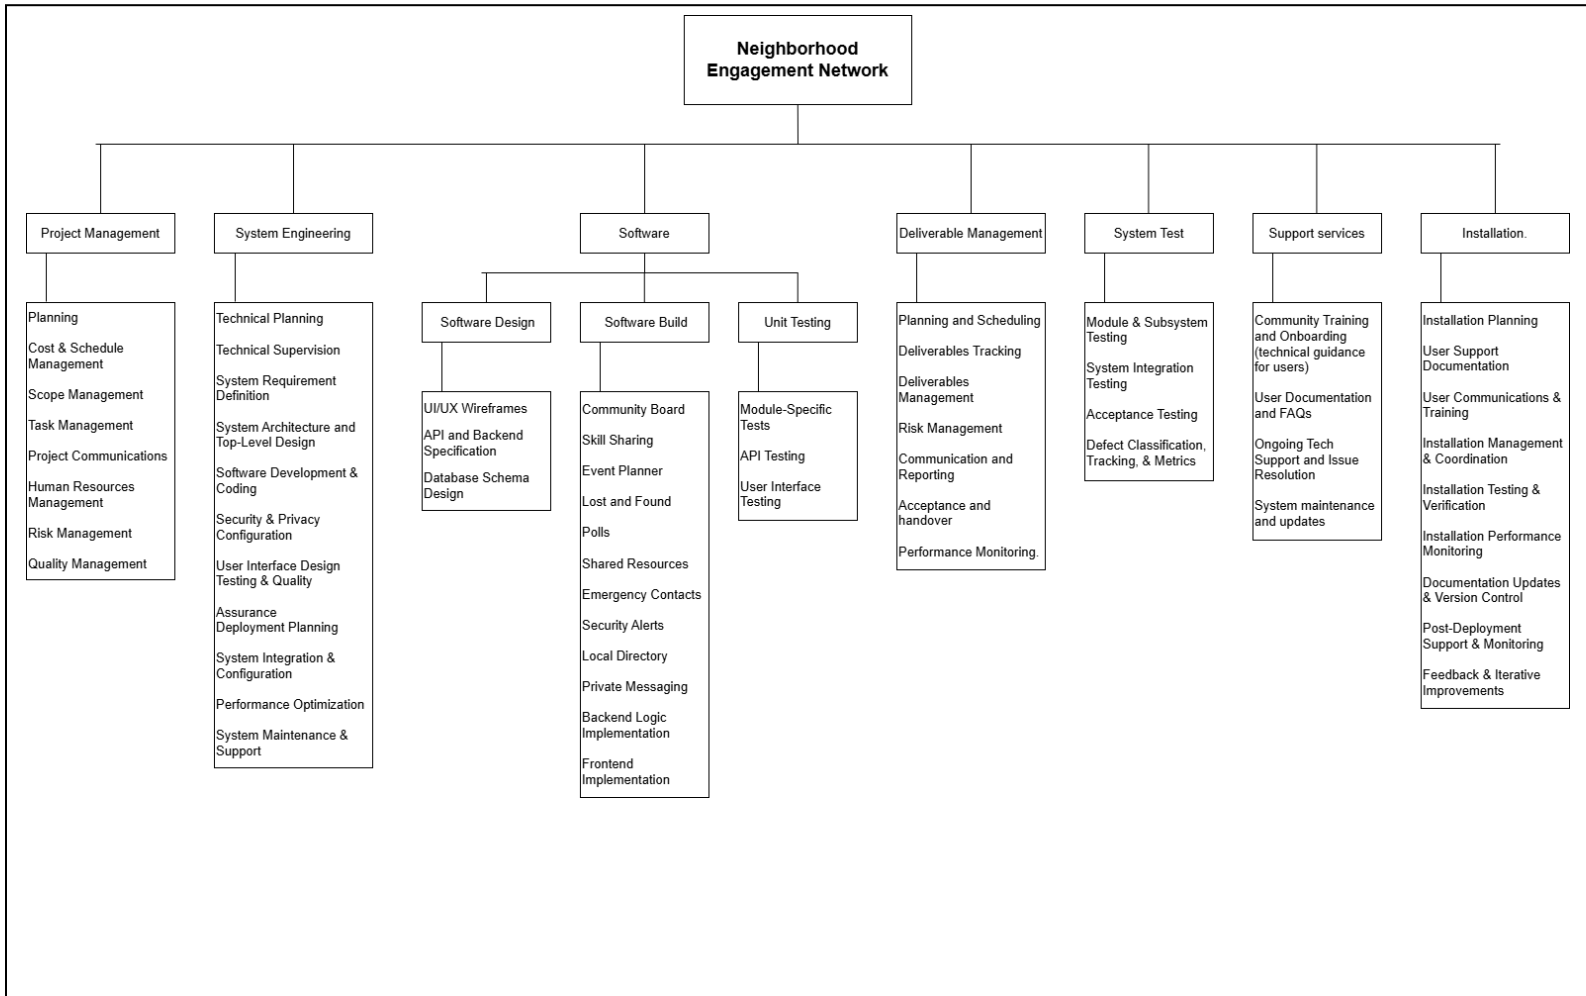 Neighborhood
Engagement Network
Project Management
System Engineering
Software
Deliverable Management
System Test
Support services
Installation.
Planning
Cost & Schedule
Management
Scope Management
Task Management
Project Communications
Human Resources
Management
Risk Management
Quality Management
Technical Planning
Technical Supervision
System Requirement
Definition
System Architecture and
Top-Level Design
Software Development &
Coding
Security & Privacy
Configuration
User Interface Design
Testing & Quality
Assurance
Deployment Planning
System Integration &
Configuration
Performance Optimization
System Maintenance &
Support
Software Design
UI/UX Wireframes
API and Backend
Specification
Database Schema
Design
Software Build
Community Board
Skill Sharing
Event Planner
Lost and Found
Polls
Shared Resources
Emergency Contacts
Security Alerts
Local Directory
Private Messaging
Backend Logic
Implementation
Frontend
Implementation
Unit Testing
Module-Specific
Tests
API Testing
User Interface
Testing
Planning and Scheduling
Deliverables Tracking
Deliverables
Management
Risk Management
Communication and
Reporting
Acceptance and
handover
Performance Monitoring.
Module & Subsystem
Testing
System Integration
Testing
Acceptance Testing
Defect Classification,
Tracking, & Metrics
Community Training
and Onboarding
(technical guidance
for users)
User Documentation
and FAQs
Ongoing Tech
Support and Issue
Resolution
System maintenance
and updates
Installation Planning
User Support
Documentation
User Communications &
Training
Installation Management
& Coordination
Installation Testing &
Verification
Installation Performance
Monitoring
Documentation Updates
& Version Control
Post-Deployment
Support & Monitoring
Feedback & Iterative
Improvements